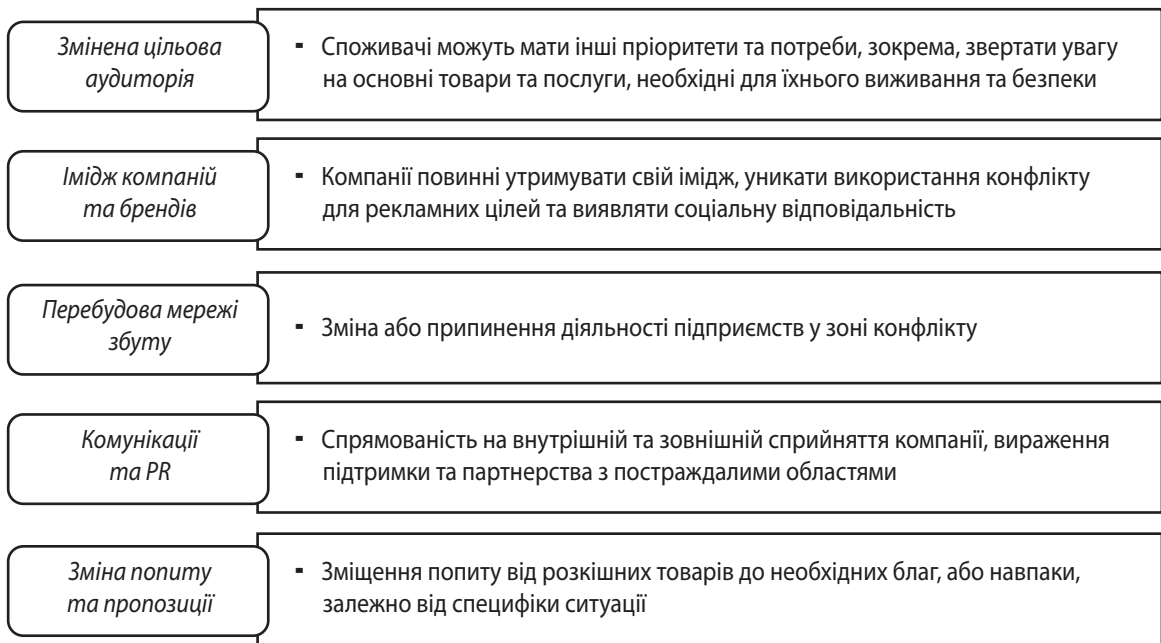 Змінена цільова
аудиторія
▪ Споживачі можуть мати інші пріоритети та потреби, зокрема, звертати увагу
на основні товари та послуги, необхідні для їхнього виживання та безпеки
Імідж компаній
та брендів
▪ Компанії повинні утримувати свій імідж, уникати використання конфлікту
для рекламних цілей та виявляти соціальну відповідальність
Перебудова мережі
збуту
▪ Зміна або припинення діяльності підприємств у зоні конфлікту
Комунікації
та PR
▪ Спрямованість на внутрішній та зовнішній сприйняття компанії, вираження
підтримки та партнерства з постраждалими областями
Зміна попиту
та пропозиції
▪ Зміщення попиту від розкішних товарів до необхідних благ, або навпаки,
залежно від специфіки ситуації